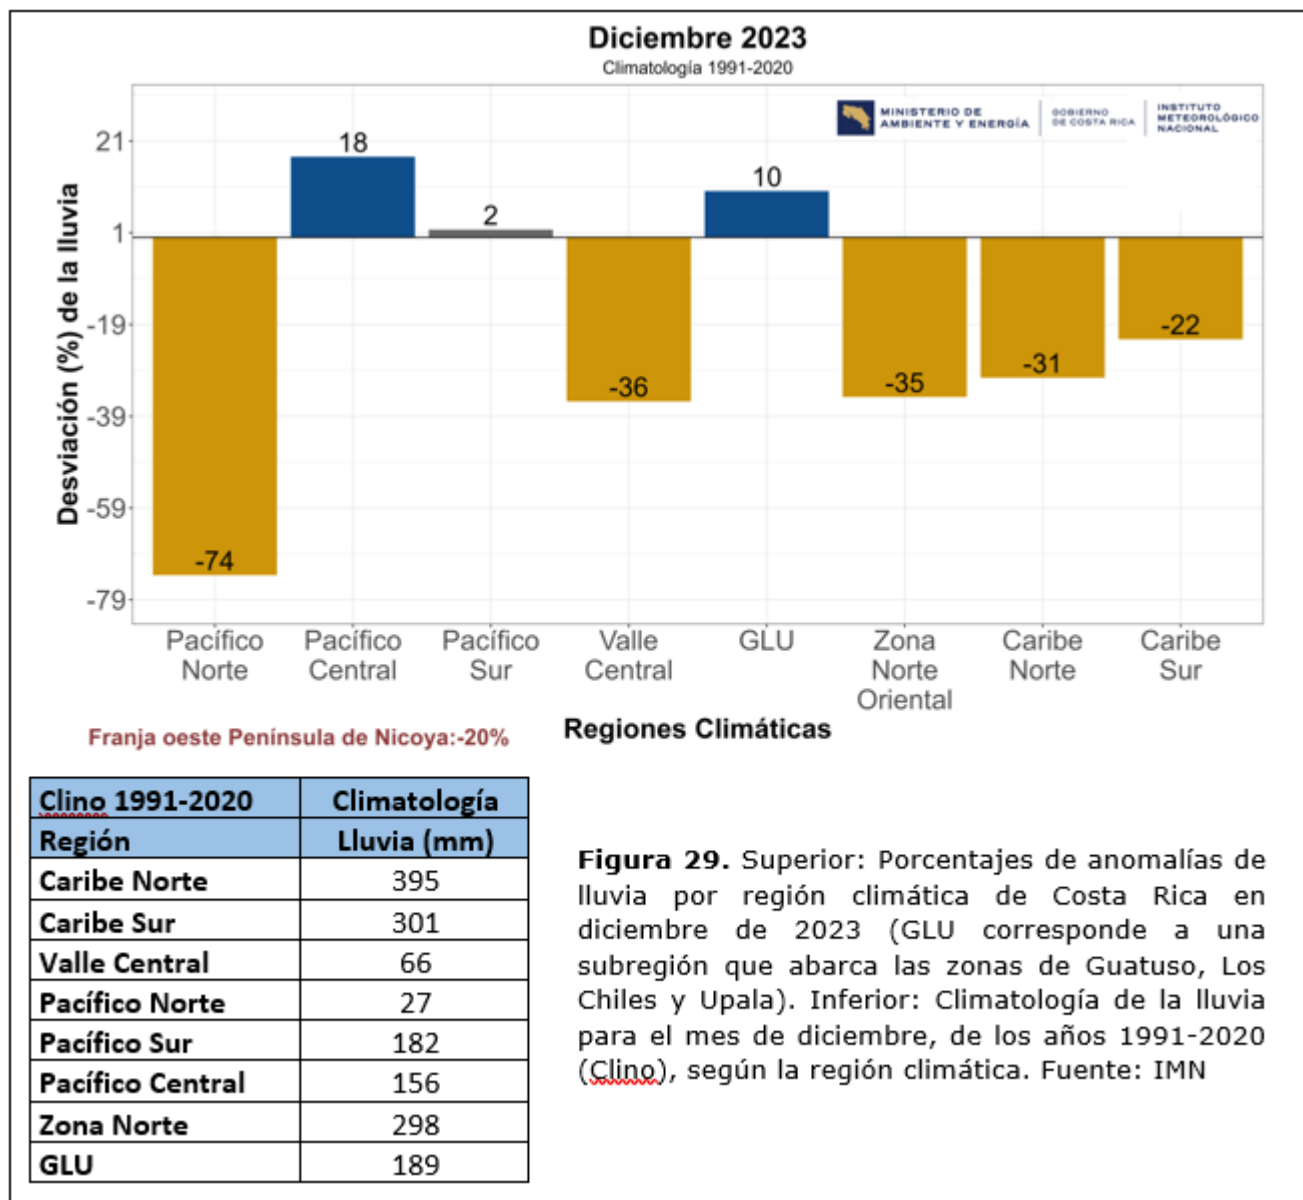 Diciembre 2023
Climatología 1991-2020
MINISTERIO DE
AMBIENTE Y ENERGÍA
GOBIERNO
DE COSTA RICA
INSTITUTO
METEOROLÓGICO
NACIONAL
Desviación (%) de la lluvia
21
1
-19
-39
-59
-79
-74
18
2
-36
10
-35
-31
-22
Pacífico
Norte
Pacífico
Central
Pacífico
Sur
Valle
Central
GLU
Zona
Norte
Oriental
Caribe
Norte
Caribe
Sur
Regiones Climáticas
Franja oeste Península de Nicoya:-20%
Clino 1991-2020 Climatología
Región Lluvia (mm)
Caribe Norte 395
Caribe Sur 301
Valle Central 66
Pacífico Norte 27
Pacífico Sur 182
Pacífico Central 156
Zona Norte 298
GLU 189
Figura 29. Superior: Porcentajes de anomalías de
lluvia por región climática de Costa Rica en
diciembre de 2023 (GLU corresponde a una
subregión que abarca las zonas de Guatuso, Los
Chiles y Upala). Inferior: Climatología de la lluvia
para el mes de diciembre, de los años 1991-2020
(Clino), según la región climática. Fuente: IMN